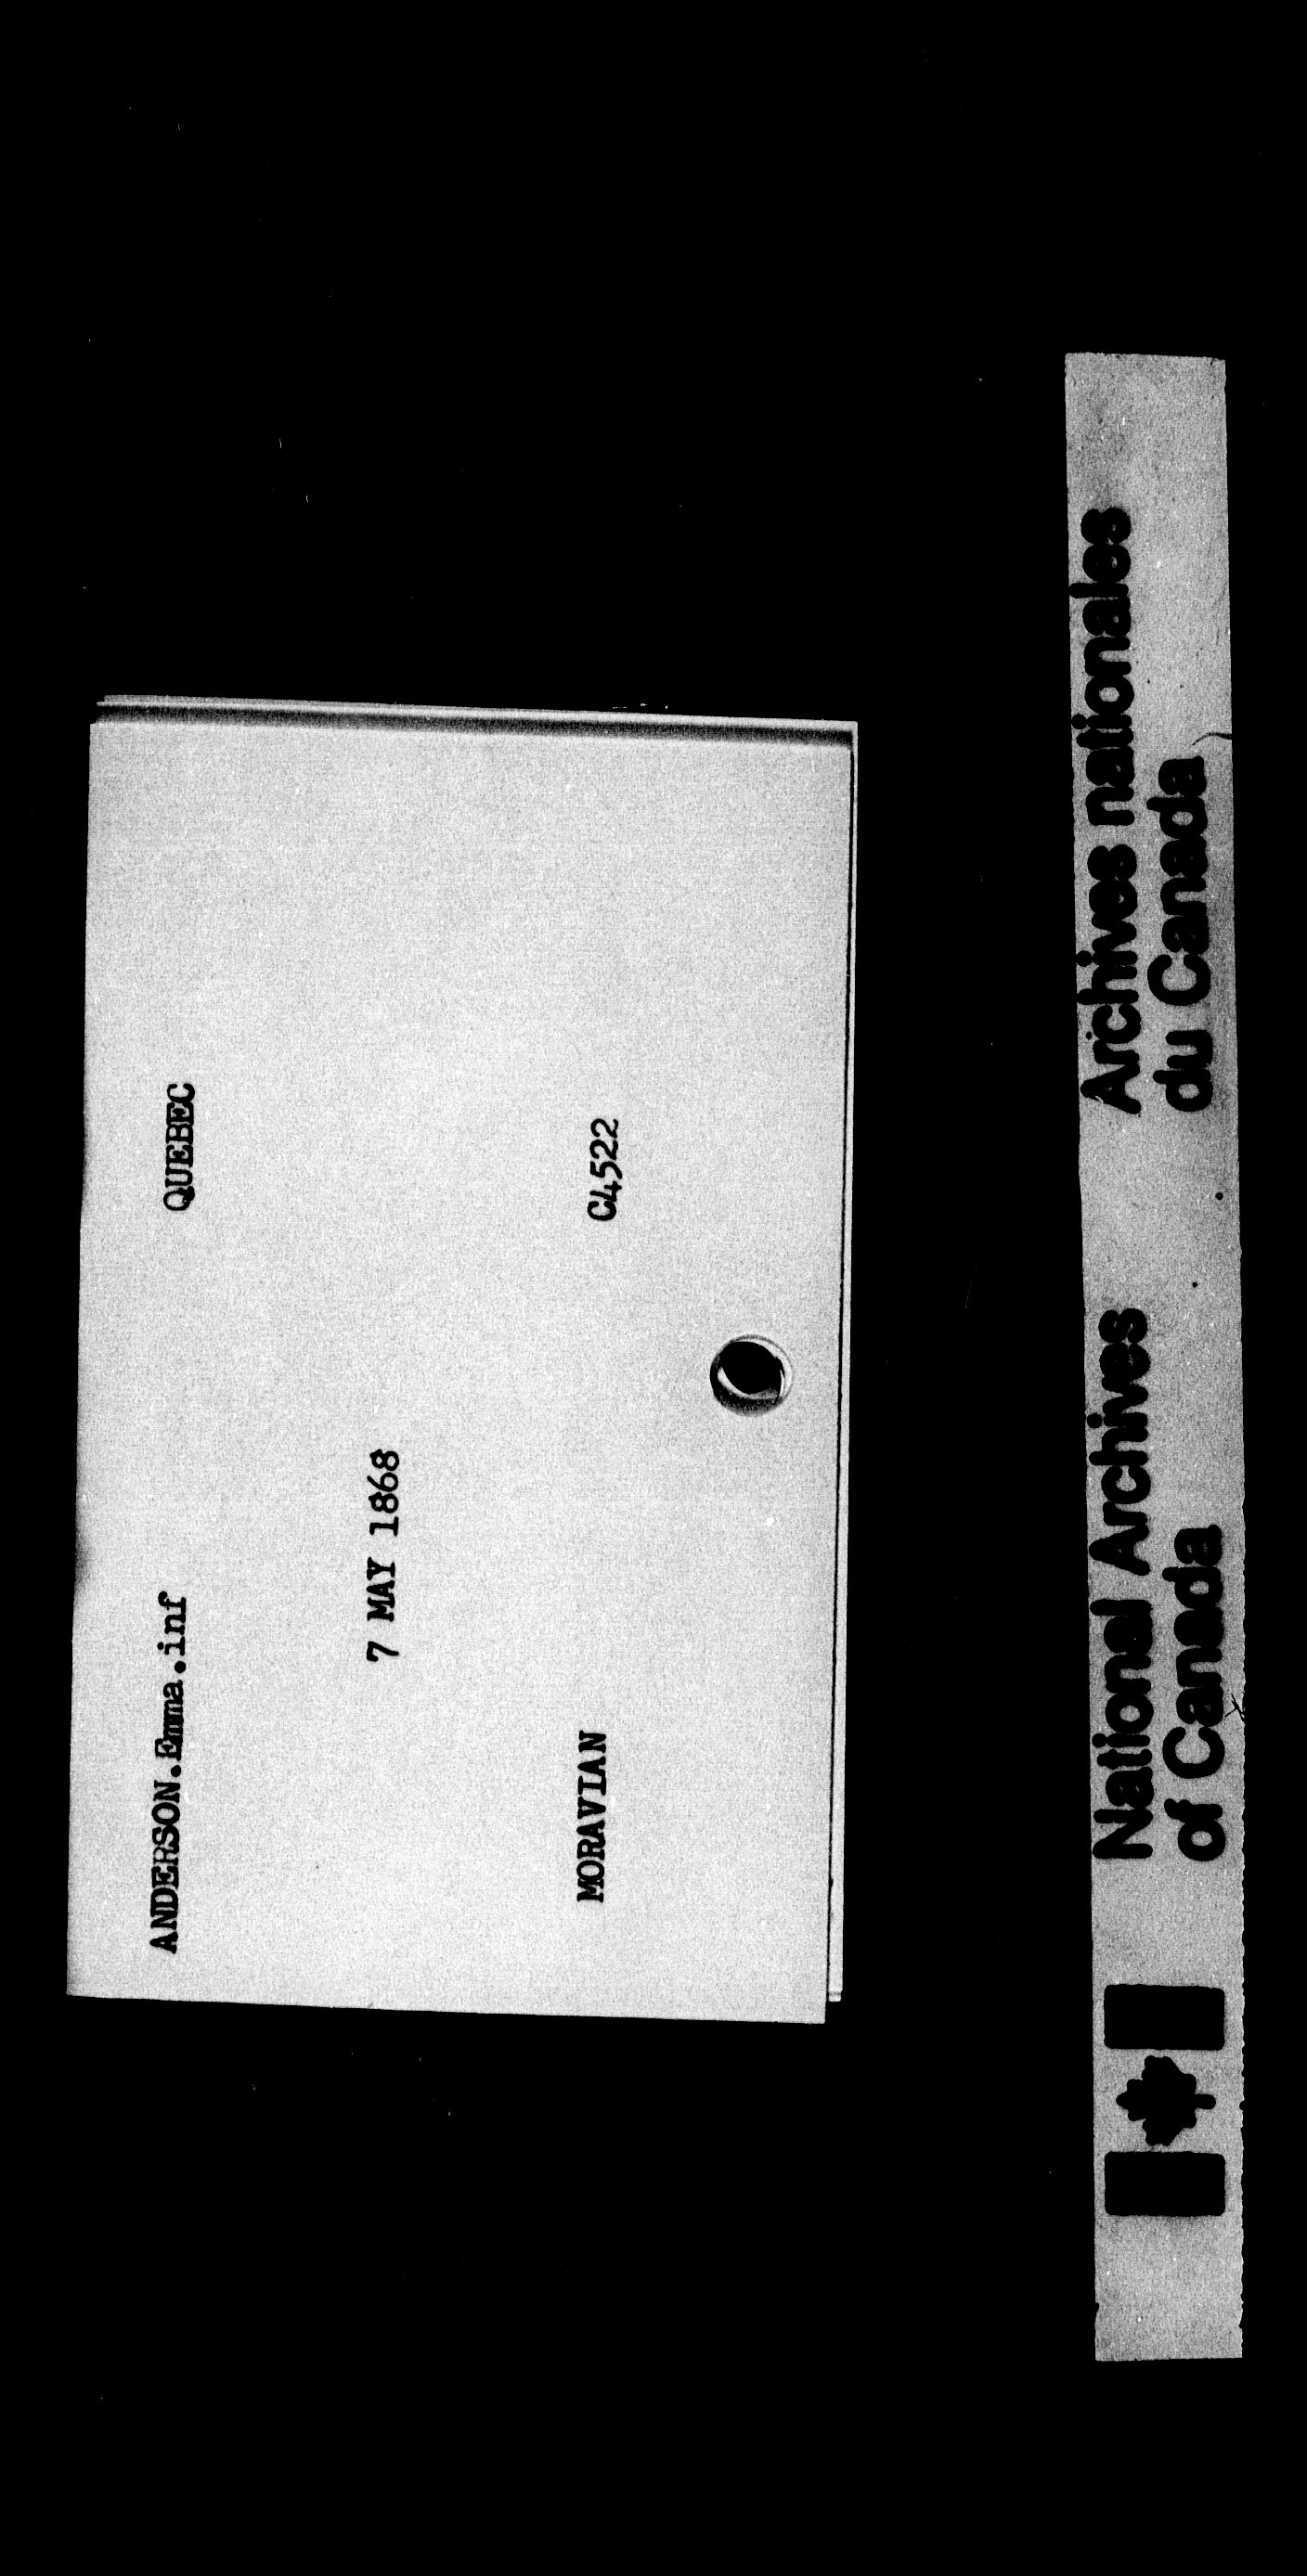 ANDERSON.Emma.inf QUEBEC
7 MAY 1868
MORAVIAN C4522
National Archives Archives nationales
of Canada du Canada